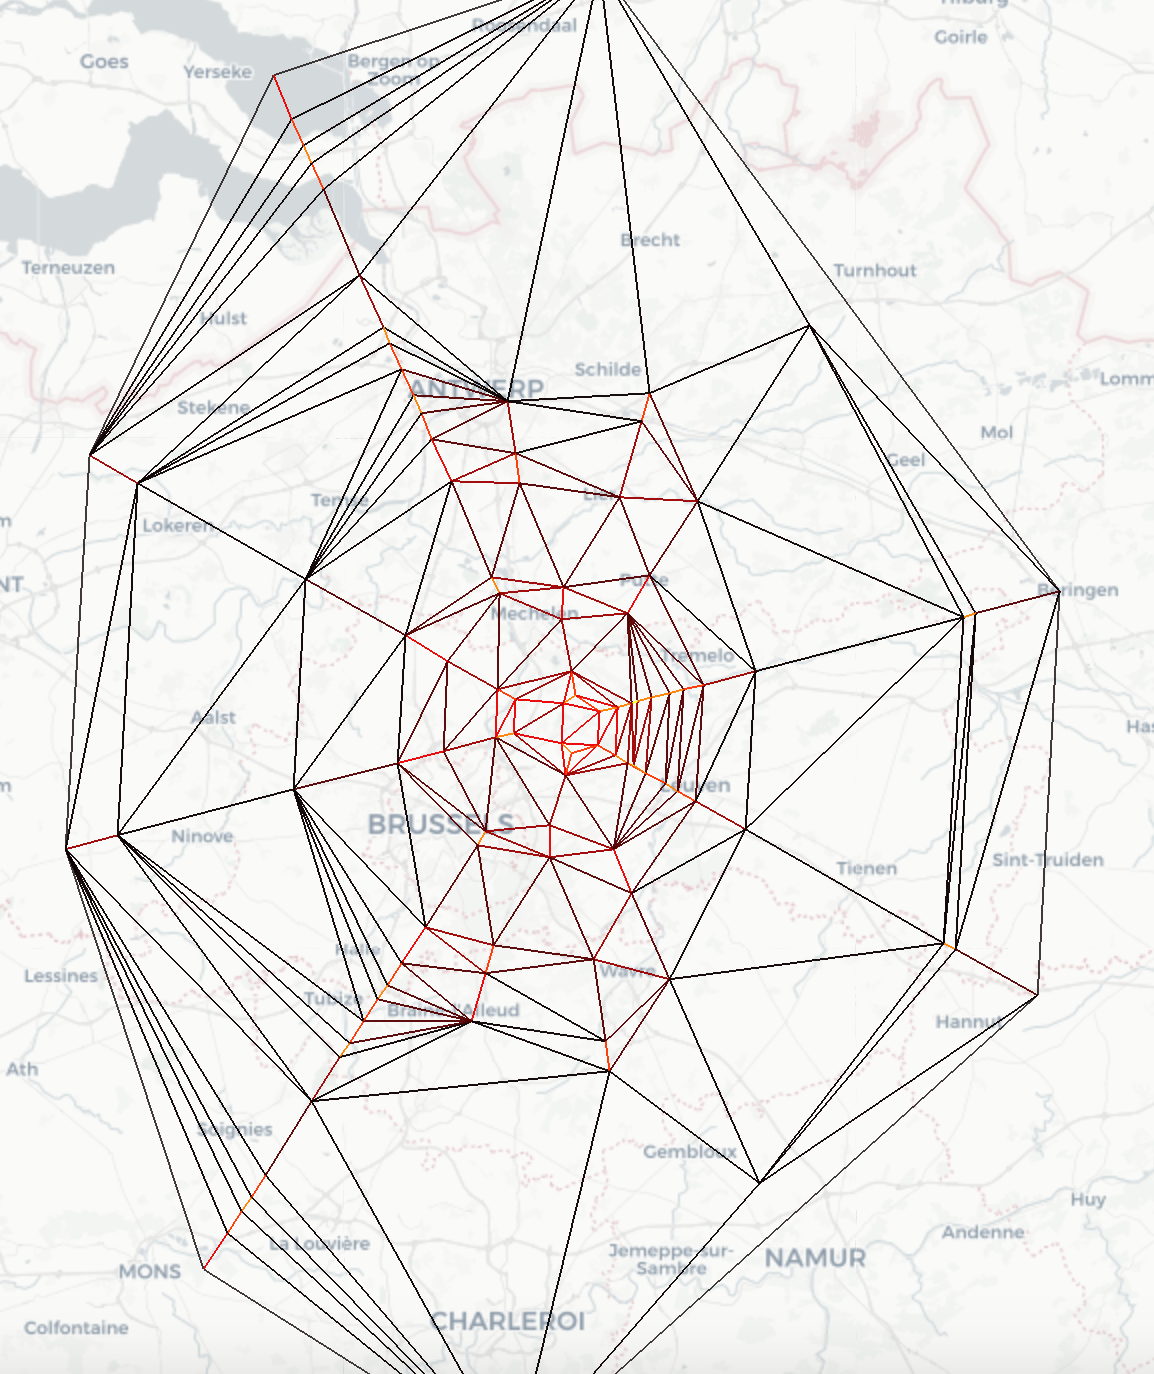 Roosendaal
Tilburg
Goirle
Goes
Yerseke
Bergen op
Zoom
Brecht
Terneuzen
Turnhout
Hulst
Schilde
ANTWERP
Lomm
Stekene
Mol
Geel
Temse
Lier
Lokeren
NT
Putte
Beringen
Mechelen
Tremelo
Aalst
Has
Leuven
BRUSSELS
Ninove
Sint-Truiden
Tienen
Halle
Wavre
Lessines
Tubize
Braine-l'Alleud
Hannut
Ath
Soignies
Gembloux
Huy
Andenne
La Louvière
Jemeppe-sur-
Sambre
NAMUR
MONS
CHARLEROI
Colfontaine